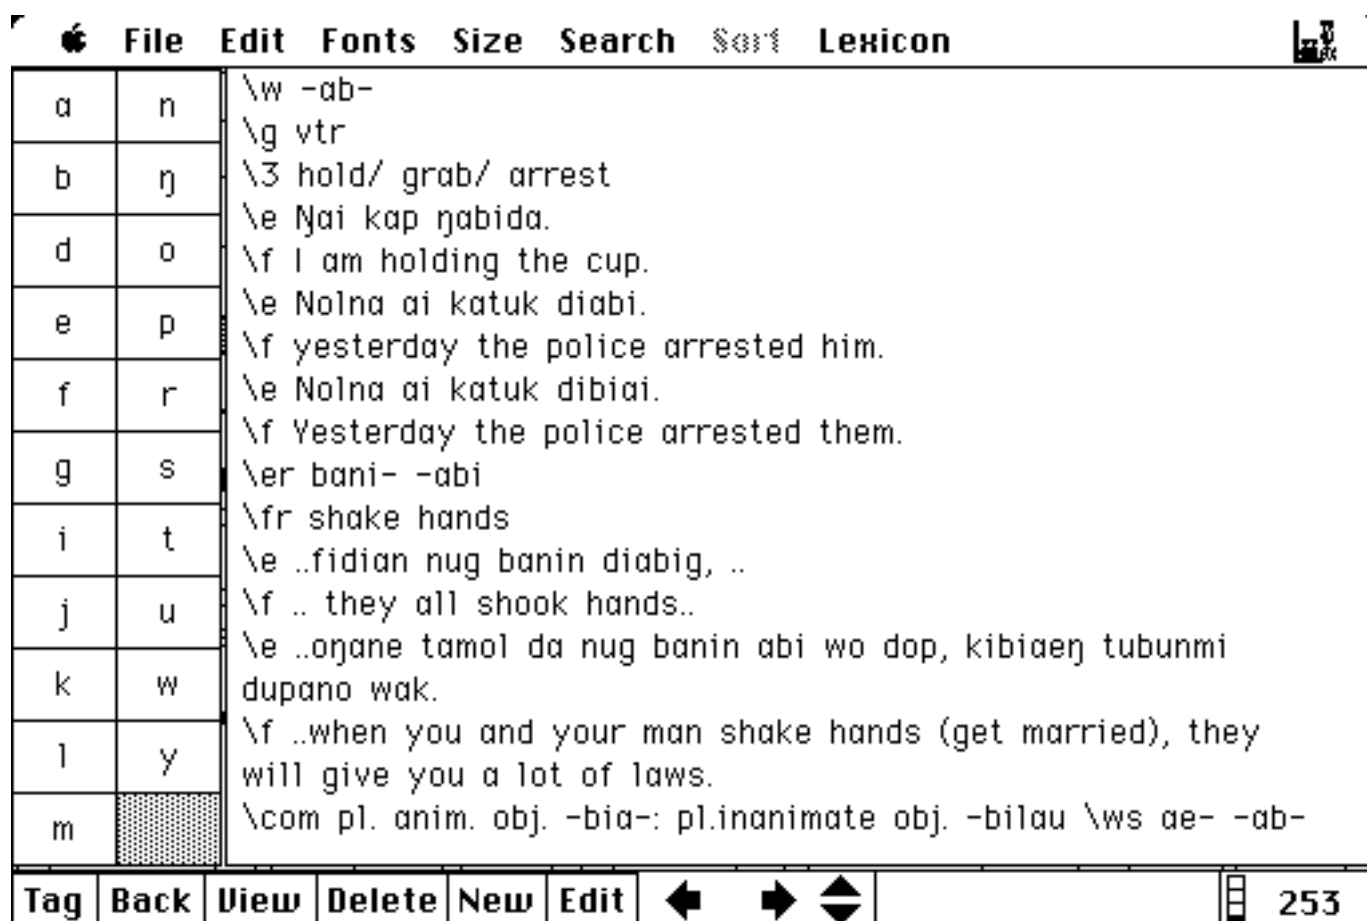 File Edit Fonts Size Search Sort Lexicon
a n
b ŋ
d o
e p
f r
g s
i t
j u
k w
l y
m
\w -ab-
\g vtr
\3 hold/ grab/ arrest
\e Ŋai kap ŋabida.
\f I am holding the cup.
\e Nolna ai katuk diabi.
\f yesterday the police arrested him.
\e Nolna ai katuk dibiai.
\f Yesterday the police arrested them.
\er bani- -abi
\fr shake hands
\e ..fidian nug banin diabig, ..
\f .. they all shook hands..
\e ..oŋane tamol da nug banin abi wo dop, kibiaeŋ tubunmi
dupano wak.
\f ..when you and your man shake hands (get married), they
will give you a lot of laws.
\com pl. anim. obj. -bia-: pl.inanimate obj. -bilau \ws ae- -ab-
Tag Back View Delete New Edit 253